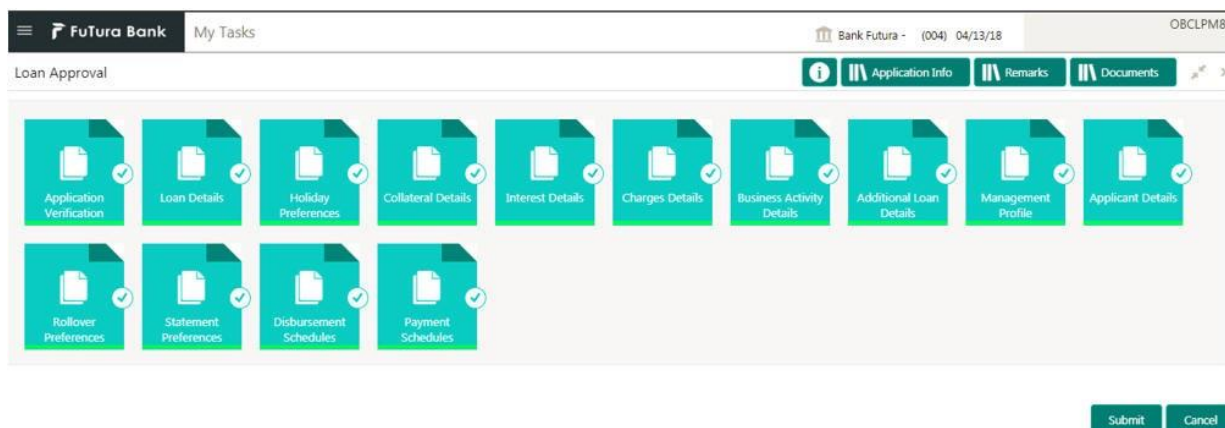 FuTura Bank My Tasks Bank Futura - (004) 04/13/18 OBCLPM8
Loan Approval i Application Info Remarks Documents
Application Verification
Loan Details
Holiday Preferences
Collateral Details
Interest Details
Charges Details
Business Activity Details
Additional Loan Details
Management Profile
Applicant Details
Rollover Preferences
Statement Preferences
Disbursement Schedules
Payment Schedules
Submit Cancel